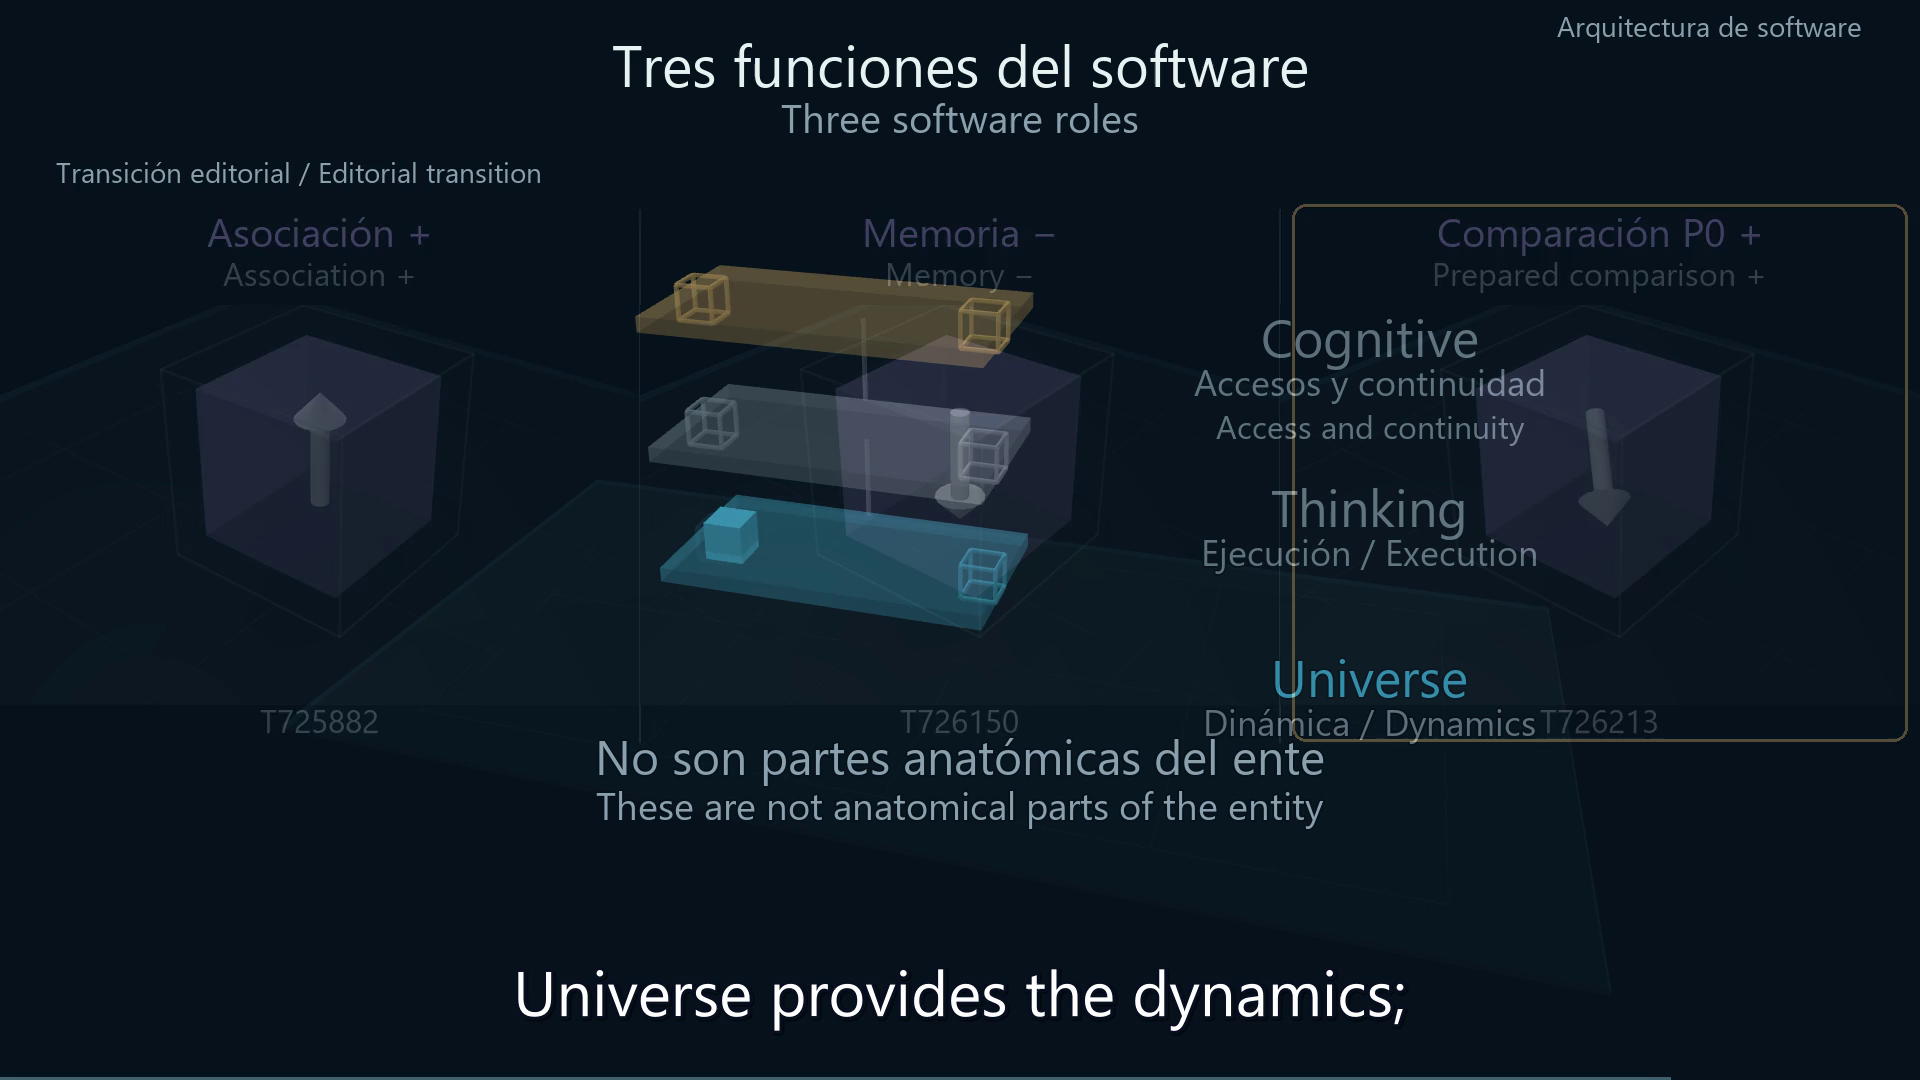 Arquitectura de software
Tres funciones del software
Three software roles
Transición editorial / Editorial transition
Asociación +
Association +
Memoria −
Memory −
Comparación P0 +
Prepared comparison +
Cognitive
Accesos y continuidad
Access and continuity
Thinking
Ejecución / Execution
Universe
Dinámica / Dynamics
T725882
T726150
T726213
No son partes anatómicas del ente
These are not anatomical parts of the entity
Universe provides the dynamics;